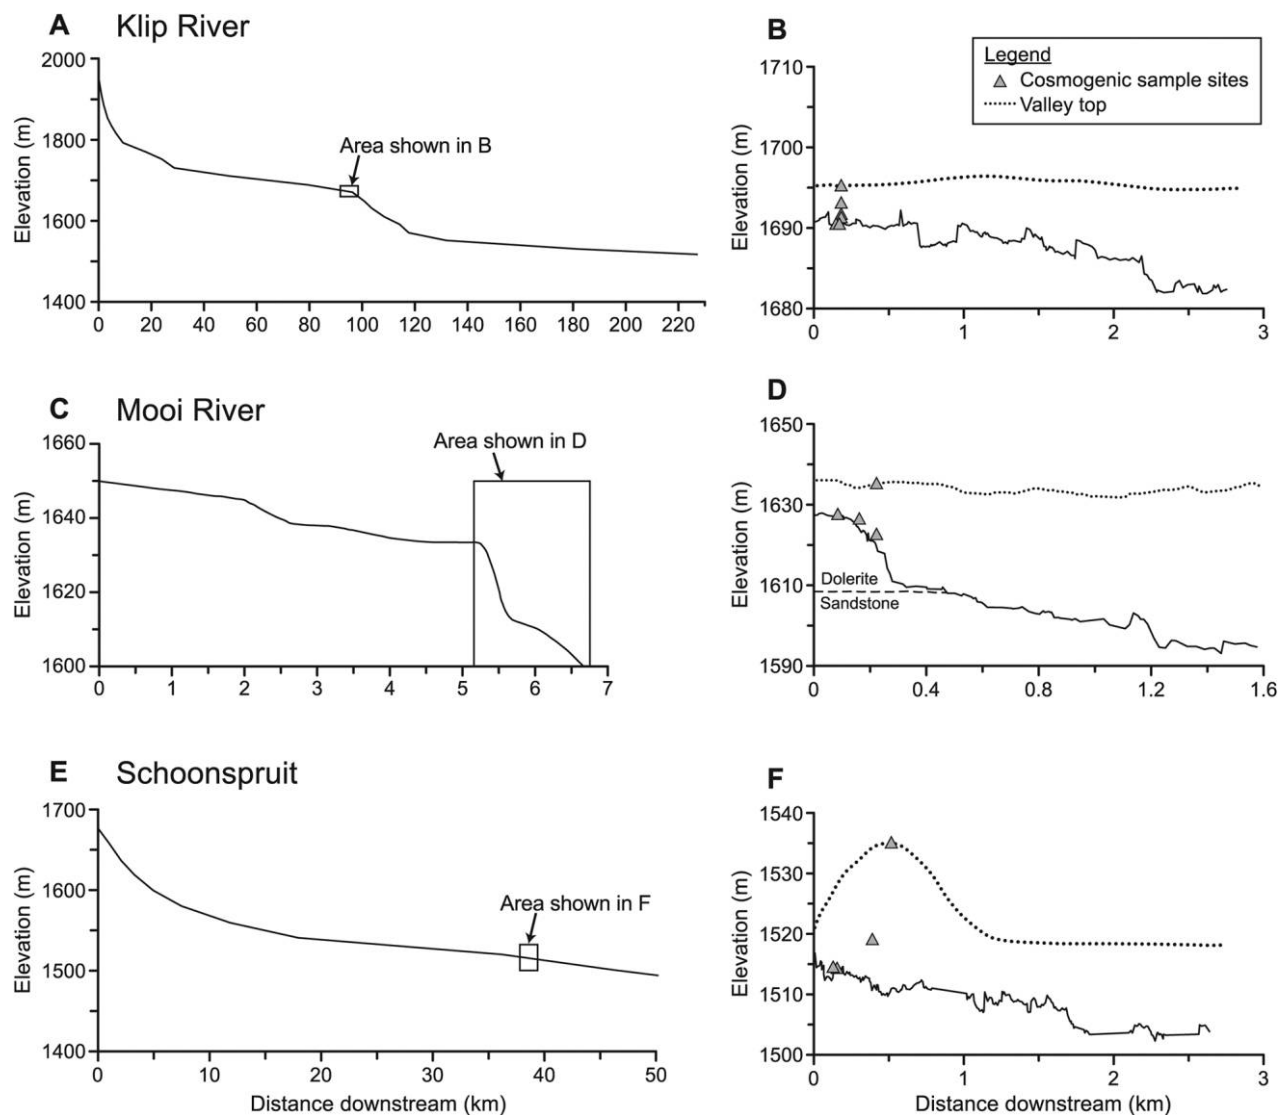 A Klip River
Elevation (m)
2000
1800
1600
1400
Area shown in B
0 20 40 60 80 100 120 140 160 180 200 220
B
Legend
Cosmogenic sample sites
Valley top
Elevation (m)
1710
1700
1690
1680
0 1 2 3
C Mooi River
Elevation (m)
1660
1640
1620
1600
Area shown in D
0 1 2 3 4 5 6 7
D
Elevation (m)
1650
1630
1610
1590
Dolerite
Sandstone
0 0.4 0.8 1.2 1.6
E Schoonspruit
Elevation (m)
1700
1600
1500
1400
Area shown in F
0 10 20 30 40 50
Distance downstream (km)
F
Elevation (m)
1540
1530
1520
1510
1500
0 1 2 3
Distance downstream (km)